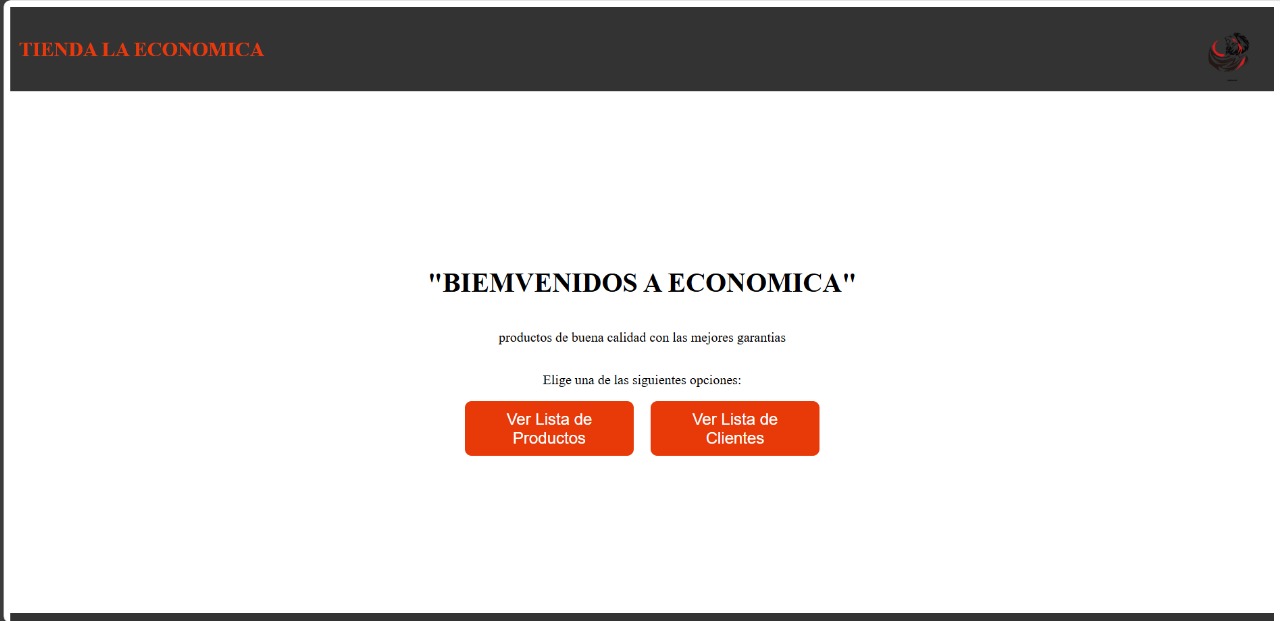 TIENDA LA ECONOMICA
"BIEMVENIDOS A ECONOMICA"
productos de buena calidad con las mejores garantias
Elige una de las siguientes opciones:
Ver Lista de
Productos
Ver Lista de
Clientes